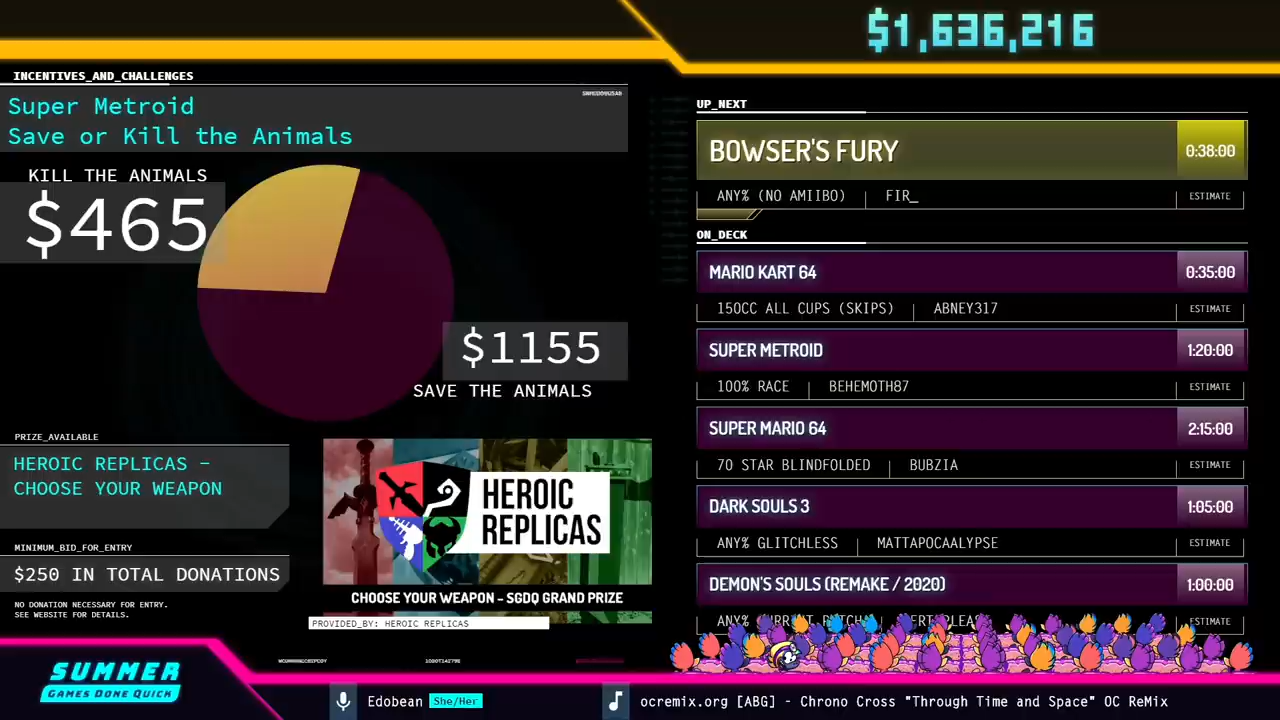 $1,636,216
INCENTIVES_AND_CHALLENGES
Super Metroid
Save or Kill the Animals
KILL THE ANIMALS
$465
$1155
SAVE THE ANIMALS
PRIZE_AVAILABLE
HEROIC REPLICAS -
CHOOSE YOUR WEAPON
MINIMUM_BID_FOR_ENTRY
$250 IN TOTAL DONATIONS
NO DONATION NECESSARY FOR ENTRY.
SEE WEBSITE FOR DETAILS.
HEROIC
REPLICAS
CHOOSE YOUR WEAPON - SGDQ GRAND PRIZE
PROVIDED_BY: HEROIC REPLICAS
UP_NEXT
BOWSER'S FURY 0:38:00
ANY% (NO AMIIBO) FIR_ ESTIMATE
ON_DECK
MARIO KART 64 0:35:00
150CC ALL CUPS (SKIPS) ABNEY317 ESTIMATE
SUPER METROID 1:20:00
100% RACE BEHEMOTH87 ESTIMATE
SUPER MARIO 64 2:15:00
70 STAR BLINDFOLDED BUBZIA ESTIMATE
DARK SOULS 3 1:05:00
ANY% GLITCHLESS MATTAPOCAALYPSE ESTIMATE
DEMON'S SOULS (REMAKE / 2020) 1:00:00
ANY% ESTIMATE
SUMMER
GAMES DONE QUICK
Edobean She/Her
ocremix.org [ABG] - Chrono Cross "Through Time and Space" OC ReMix